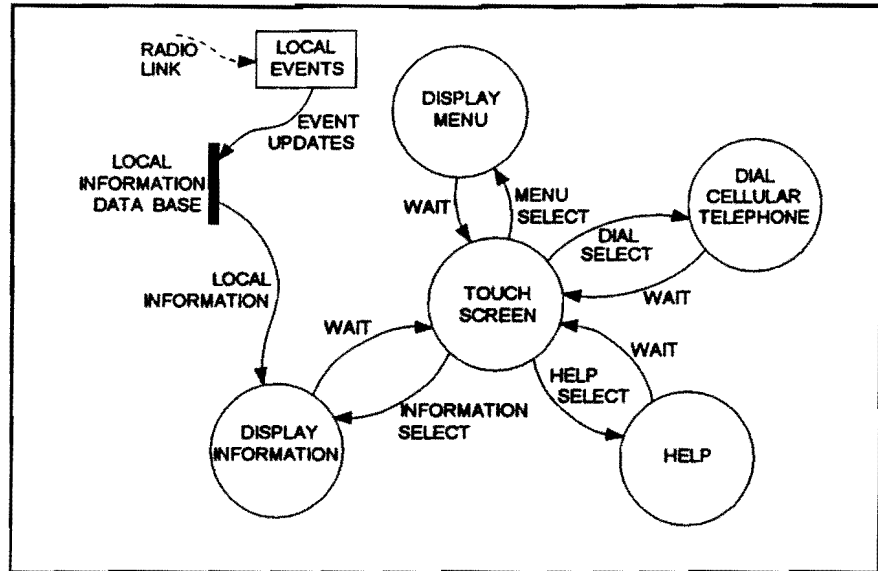 RADIO
LINK
LOCAL
EVENTS
EVENT
UPDATES
LOCAL
INFORMATION
DATA BASE
LOCAL
INFORMATION
DISPLAY
MENU
WAIT
MENU
SELECT
DIAL
CELLULAR
TELEPHONE
DIAL
SELECT
WAIT
TOUCH
SCREEN
WAIT
INFORMATION
SELECT
DISPLAY
INFORMATION
WAIT
HELP
SELECT
HELP